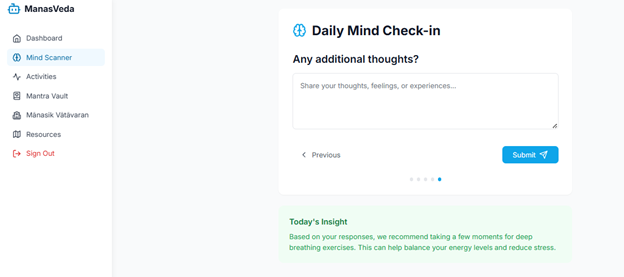 ManasVeda
Dashboard
Mind Scanner
Activities
Mantra Vault
Mānasik Vātāvaran
Resources
Sign Out
Daily Mind Check-in
Any additional thoughts?
Share your thoughts, feelings, or experiences...
Previous
Submit
Today's Insight
Based on your responses, we recommend taking a few moments for deep
breathing exercises. This can help balance your energy levels and reduce stress.